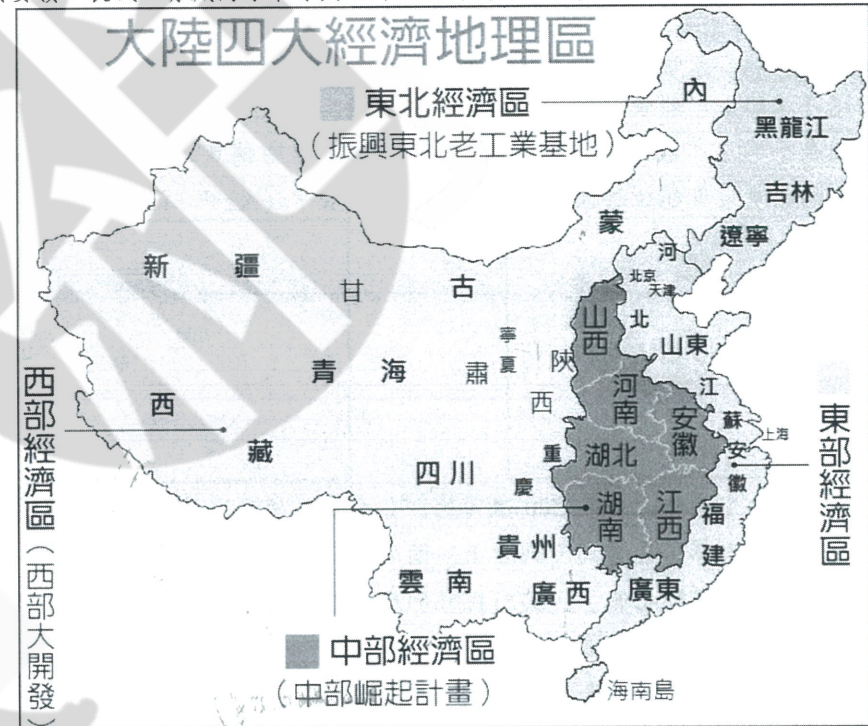 大陸四大經濟地理區
東北經濟區
（振興東北老工業基地）
內
黑龍江
吉林
遼寧
蒙
古
河
北
北京
天津
新疆
甘
肅
寧夏
陝
西
山西
山東
青海
河南
江
蘇
安徽
上海
西
藏
四川
重
慶
湖北
安
徽
湖南
江西
福
建
貴州
雲南
廣西
廣東
海南島
西部經濟區（西部大開發）
東部經濟區
中部經濟區
（中部崛起計畫）